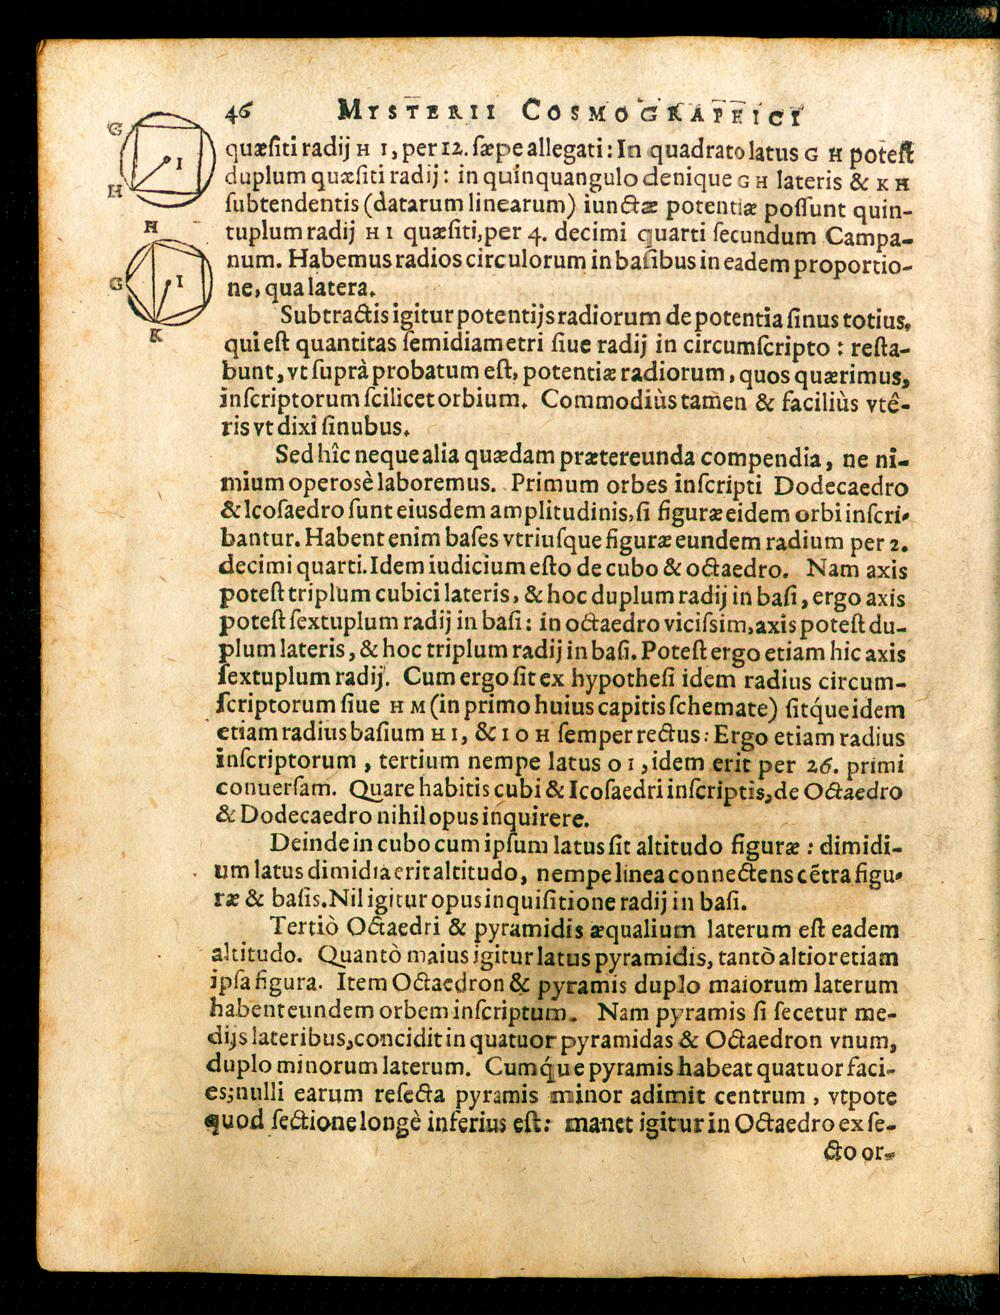 46 MYSTERII COSMOGRAPHICI
G
I
H
quæſiti radij H I, per 12. ſæpe allegati: In quadrato latus G H poteſt
duplum quæſiti radij: in quinquangulo denique G H lateris & K H
ſubtendentis (datarum linearum) iunctæ potentiæ poſſunt quin-
H
tuplum radij H I quæſiti, per 4. decimi quarti ſecundum Campa-
num. Habemus radios circulorum in baſibus in eadem proportio-
G
I
ne, qua latera.
K
Subtractis igitur potentijs radiorum de potentia ſinus totius,
qui eſt quantitas ſemidiametri ſiue radij in circumſcripto: reſta-
bunt, vt ſuprà probatum eſt, potentiæ radiorum, quos quærimus,
inſcriptorum ſcilicet orbium. Commodiùs tamen & faciliùs vtê-
ris vt dixi ſinubus.
Sed hîc neque alia quædam prætereunda compendia, ne ni-
mium operosè laboremus. Primum orbes inſcripti Dodecaedro
& Icoſaedro ſunt eiusdem amplitudinis, ſi figuræ eidem orbi inſcri-
bantur. Habent enim baſes vtriuſque figuræ eundem radium per 2.
decimi quarti. Idem iudicium eſto de cubo & octaedro. Nam axis
poteſt triplum cubici lateris, & hoc duplum radij in baſi, ergo axis
poteſt ſextuplum radij in baſi: in octaedro viciſsim, axis poteſt du-
plum lateris, & hoc triplum radij in baſi. Poteſt ergo etiam hic axis
ſextuplum radij. Cum ergo ſit ex hypotheſi idem radius circum-
ſcriptorum ſiue H M (in primo huius capitis ſchemate) ſitq́ue idem
etiam radius baſium H I, & I O H ſemper rectus: Ergo etiam radius
inſcriptorum, tertium nempe latus O I, idem erit per 26. primi
conuerſam. Quare habitis cubi & Icoſaedri inſcriptis, de Octaedro
& Dodecaedro nihil opus inquirere.
Deinde in cubo cum ipſum latus ſit altitudo figuræ: dimidi-
um latus dimidia erit altitudo, nempe linea connectens cẽtra figu-
ræ & baſis. Nil igitur opus inquiſitione radij in baſi.
Tertiò Octaedri & pyramidis æqualium laterum eſt eadem
altitudo. Quantò maius igitur latus pyramidis, tantò altior etiam
ipſa figura. Item Octaedron & pyramis duplo maiorum laterum
habent eundem orbem inſcriptum. Nam pyramis ſi ſecetur me-
dijs lateribus, concidit in quatuor pyramidas & Octaedron vnum,
duplo minorum laterum. Cumq́ue pyramis habeat quatuor faci-
es; nulli earum reſecta pyramis minor adimit centrum, vtpote
quod ſectione longè inferius eſt: manet igitur in Octaedro ex ſe-
cto or-